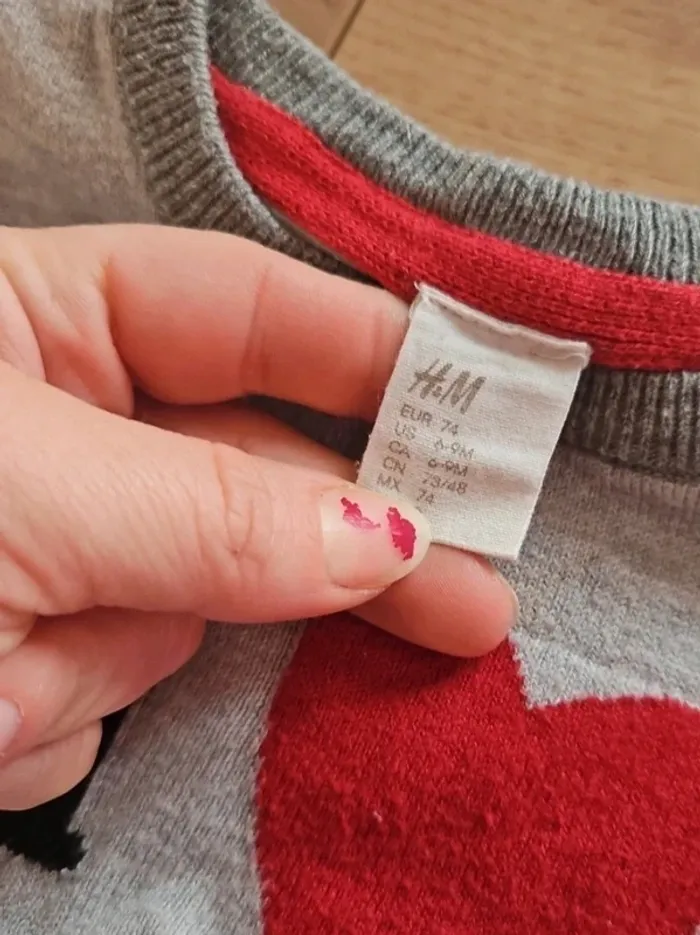 H&M
EUR 74
US 6-9M
CA 6-9M
CN 73/48
MX 74